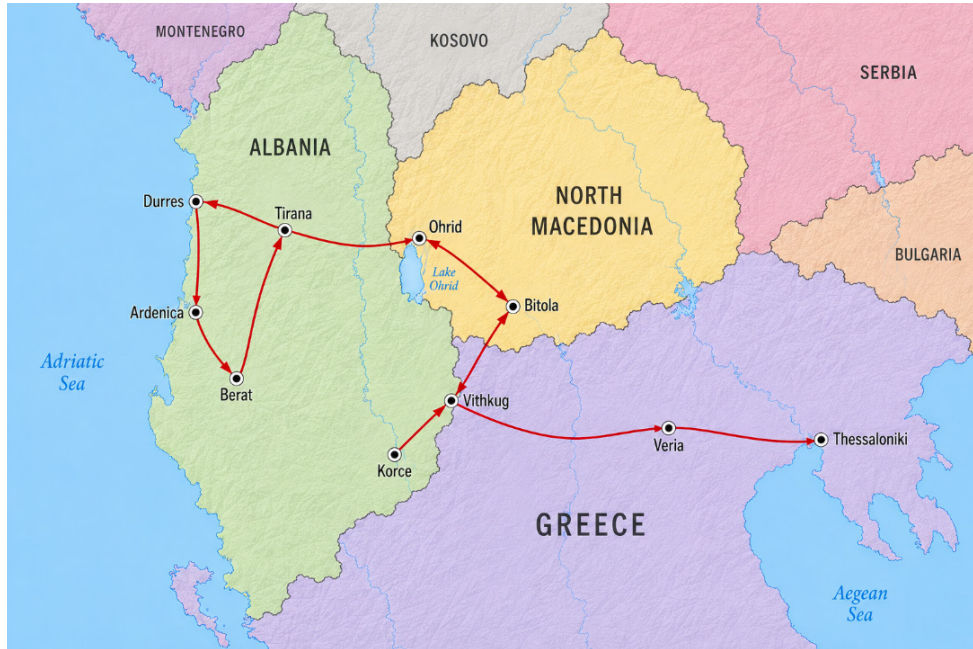 MONTENEGRO
KOSOVO
SERBIA
ALBANIA
NORTH
MACEDONIA
BULGARIA
Durres
Tirana
Ohrid
Lake
Ohrid
Ardenica
Bitola
Adriatic
Sea
Berat
Vithkug
Korce
Veria
Thessaloniki
GREECE
Aegean
Sea